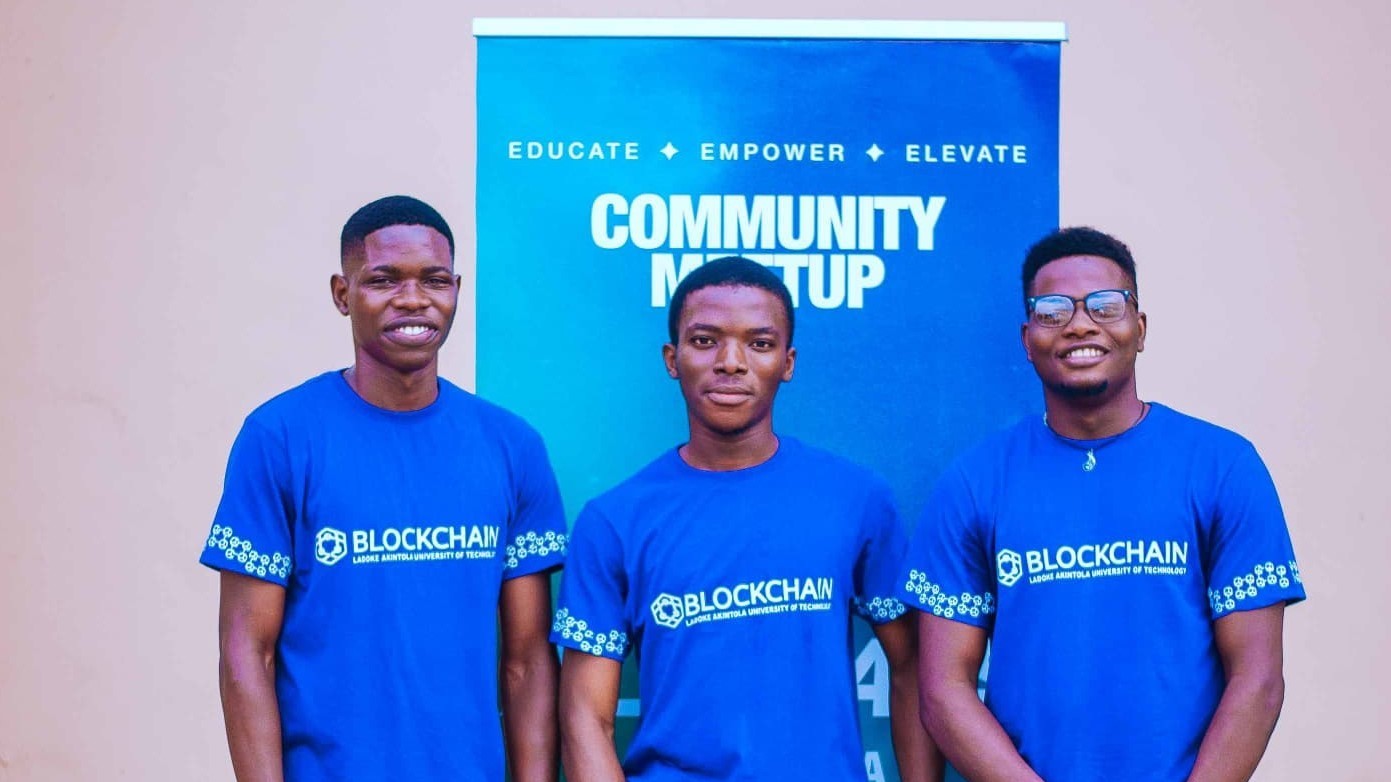 EDUCATE ✦ EMPOWER ✦ ELEVATE
COMMUNITY
MEETUP
BLOCKCHAIN
LADOKE AKINTOLA UNIVERSITY OF TECHNOLOGY
BLOCKCHAIN
LADOKE AKINTOLA UNIVERSITY OF TECHNOLOGY
BLOCKCHAIN
LADOKE AKINTOLA UNIVERSITY OF TECHNOLOGY